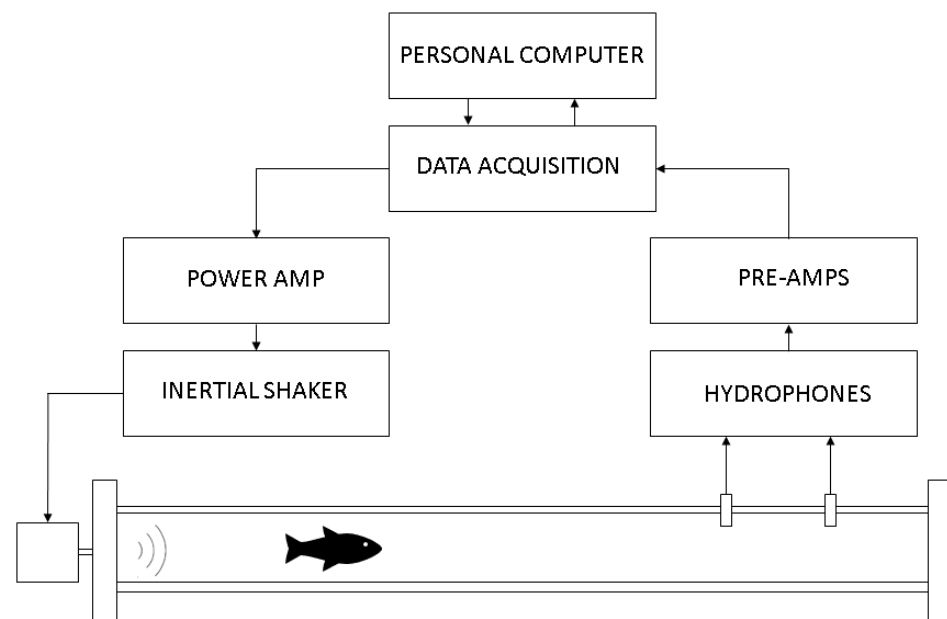 PERSONAL COMPUTER
DATA ACQUISITION
POWER AMP
PRE-AMPS
INERTIAL SHAKER
HYDROPHONES